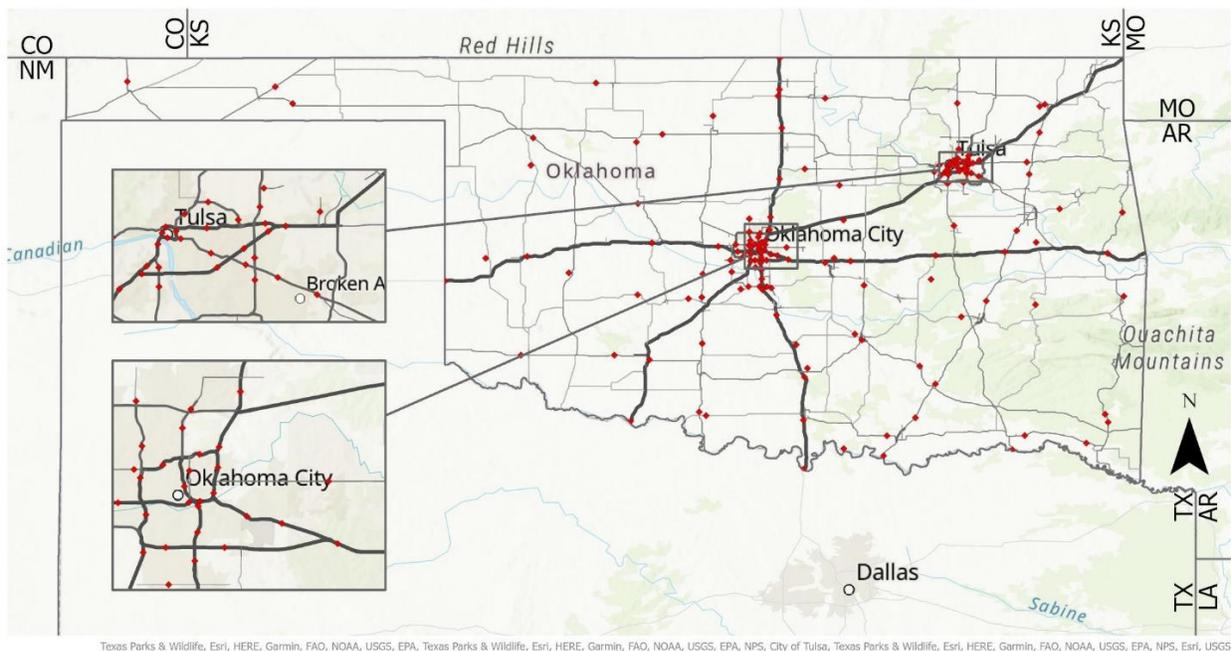 CO
KS
KS
MO
CO
NM
Red Hills
MO
AR
Tulsa
Oklahoma
Tulsa
Canadian
Oklahoma City
Broken A
Ouachita
Mountains
N
Oklahoma City
TX
AR
Dallas
TX
LA
Sabine
Texas Parks & Wildlife, Esri, HERE, Garmin, FAO, NOAA, USGS, EPA, Texas Parks & Wildlife, Esri, HERE, Garmin, FAO, NOAA, USGS, EPA, NPS, City of Tulsa, Texas Parks & Wildlife, Esri, HERE, Garmin, FAO, NOAA, USGS, EPA, NPS, Esri, USGS